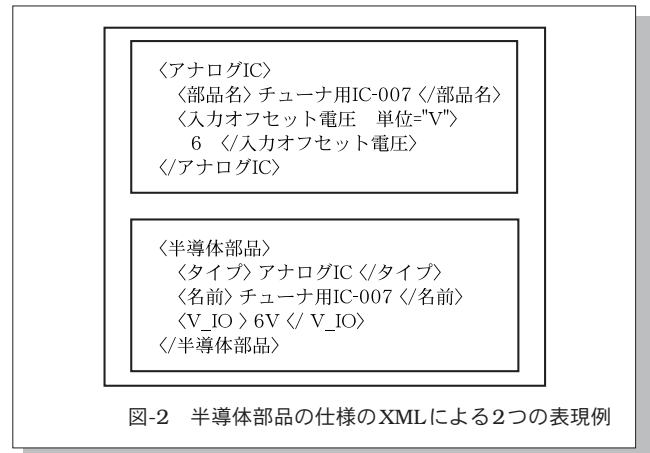 〈アナログIC〉
〈部品名〉チューナ用IC-007〈/部品名〉
〈入力オフセット電圧　単位="V"〉
6 〈/入力オフセット電圧〉
〈/アナログIC〉
〈半導体部品〉
〈タイプ〉アナログIC〈/タイプ〉
〈名前〉チューナ用IC-007〈/名前〉
〈V_IO 〉6V〈/ V_IO〉
〈/半導体部品〉
図-2　半導体部品の仕様のXMLによる2つの表現例